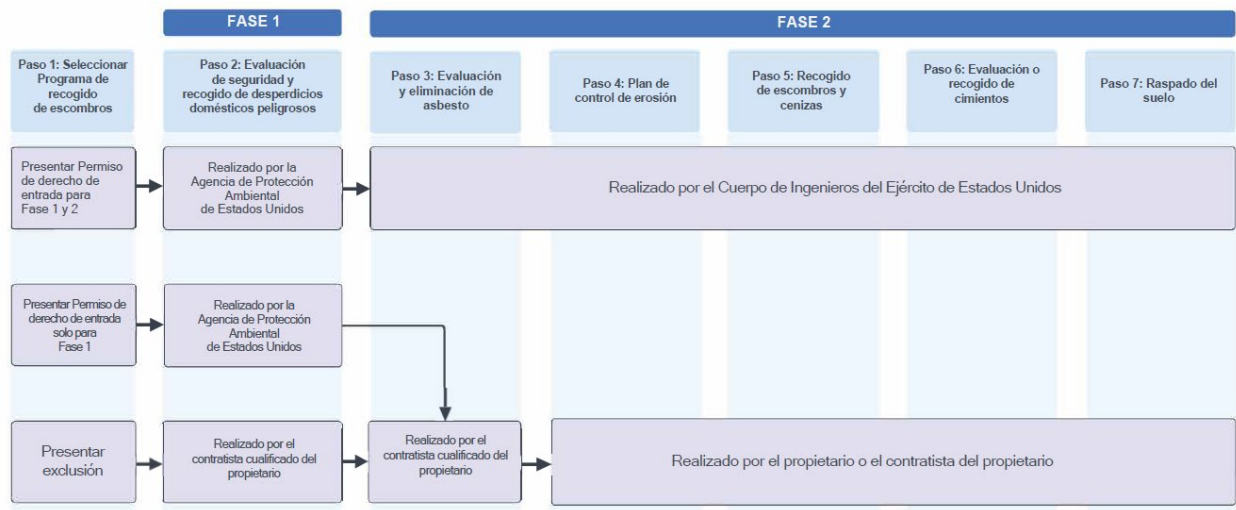 FASE 1
FASE 2
Paso 1: Seleccionar
Programa de
recogido
de escombros
Paso 2: Evaluación
de seguridad y
recogido de desperdicios
domésticos peligrosos
Paso 3: Evaluación
y eliminación de
asbesto
Paso 4: Plan de
control de erosión
Paso 5: Recogido
de escombros y
cenizas
Paso 6: Evaluación o
recogido de
cimientos
Paso 7: Raspado del
suelo
Presentar Permiso
de derecho de
entrada para
Fase 1 y 2
Realizado por la
Agencia de Protección
Ambiental
de Estados Unidos
Realizado por el Cuerpo de Ingenieros del Ejército de Estados Unidos
Presentar Permiso de
derecho de entrada
solo para
Fase 1
Realizado por la
Agencia de Protección
Ambiental
de Estados Unidos
Presentar
exclusión
Realizado por el
contratista cualificado del
propietario
Realizado por el
contratista cualificado del
propietario
Realizado por el propietario o el contratista del propietario